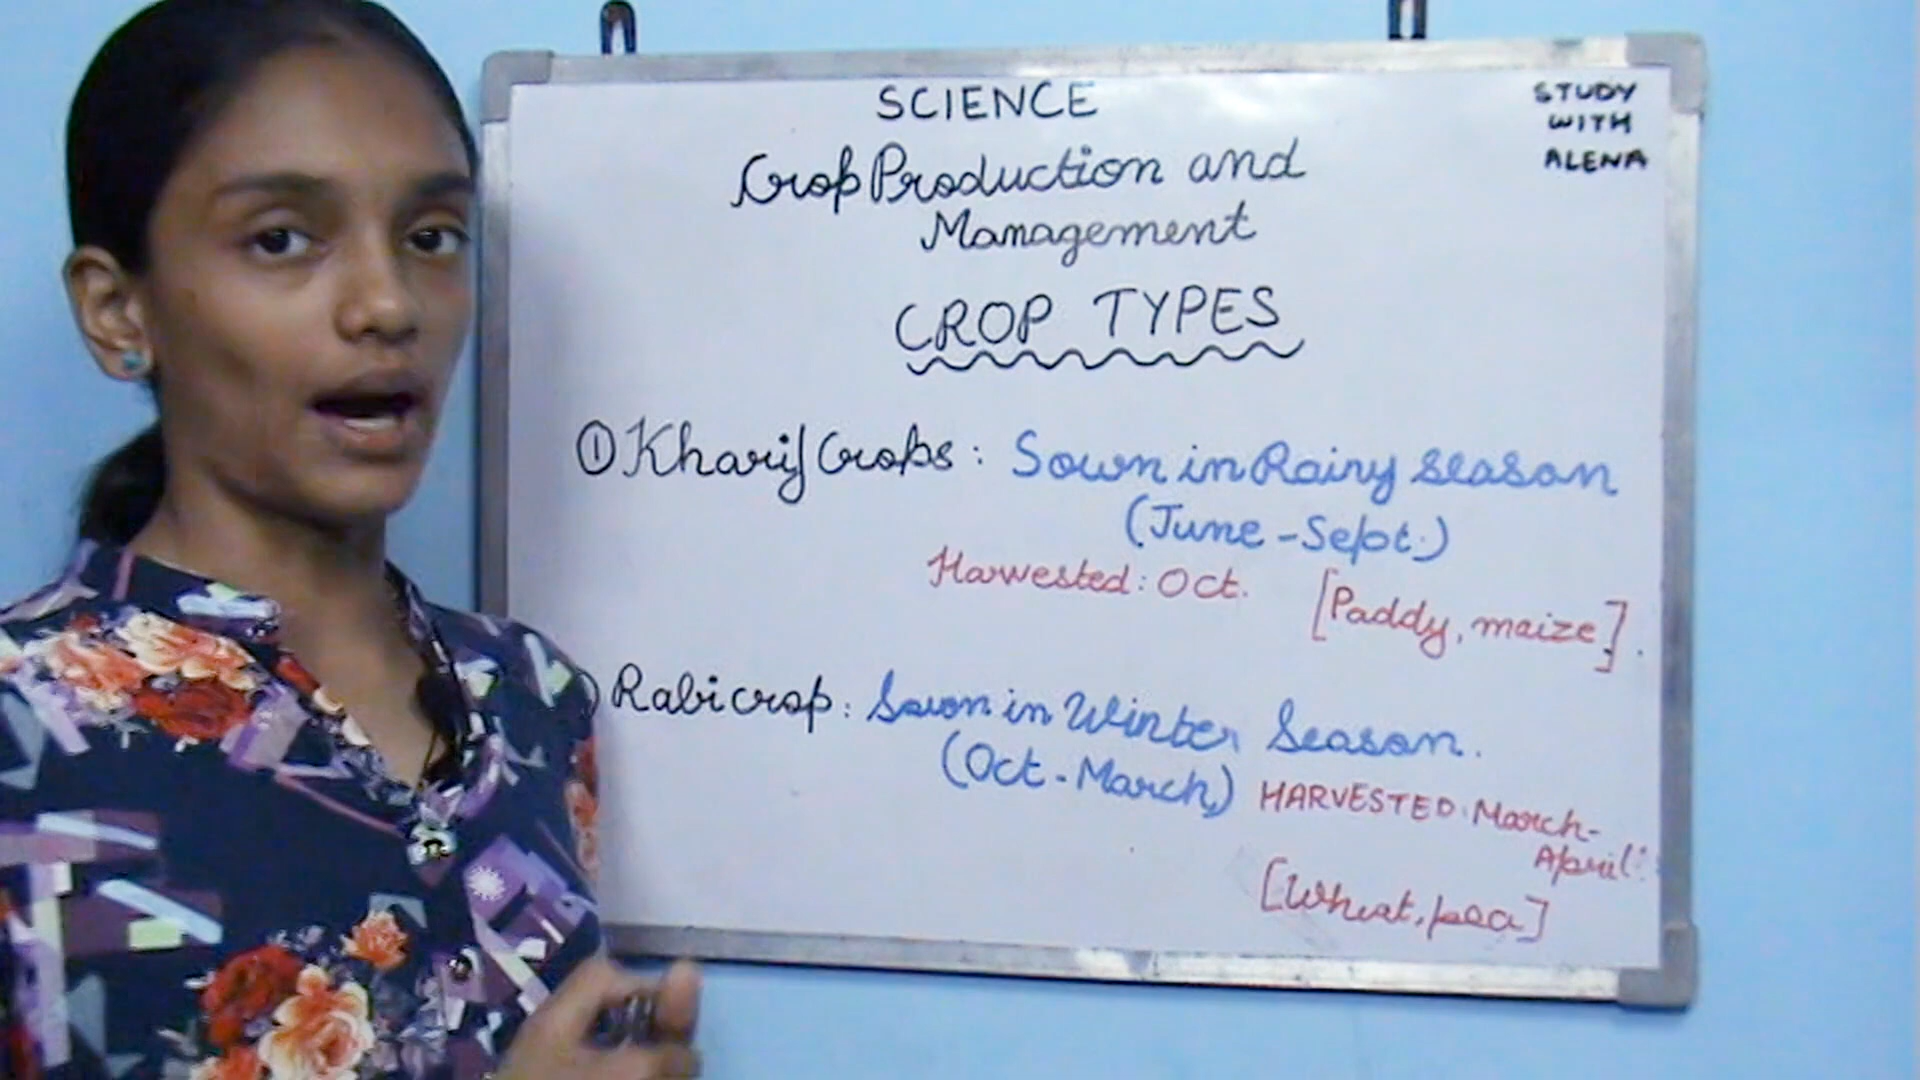 SCIENCE
STUDY
WITH
ALENA
Crop Production and
Management
CROP TYPES
① Kharif Crops : Sown in Rainy season
(June - Sept.)
Harvested : Oct. [Paddy, maize].
Rabi crop : Sown in Winter Season.
(Oct - March) HARVESTED : March-
April.
[Wheat, pea]